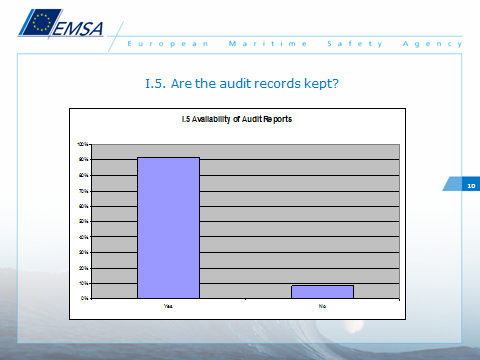 EMSA
European Maritime Safety Agency
I.5. Are the audit records kept?
I.5 Availability of Audit Reports
100%
90%
80%
70%
60%
50%
40%
30%
20%
10%
0%
Yes
No
10